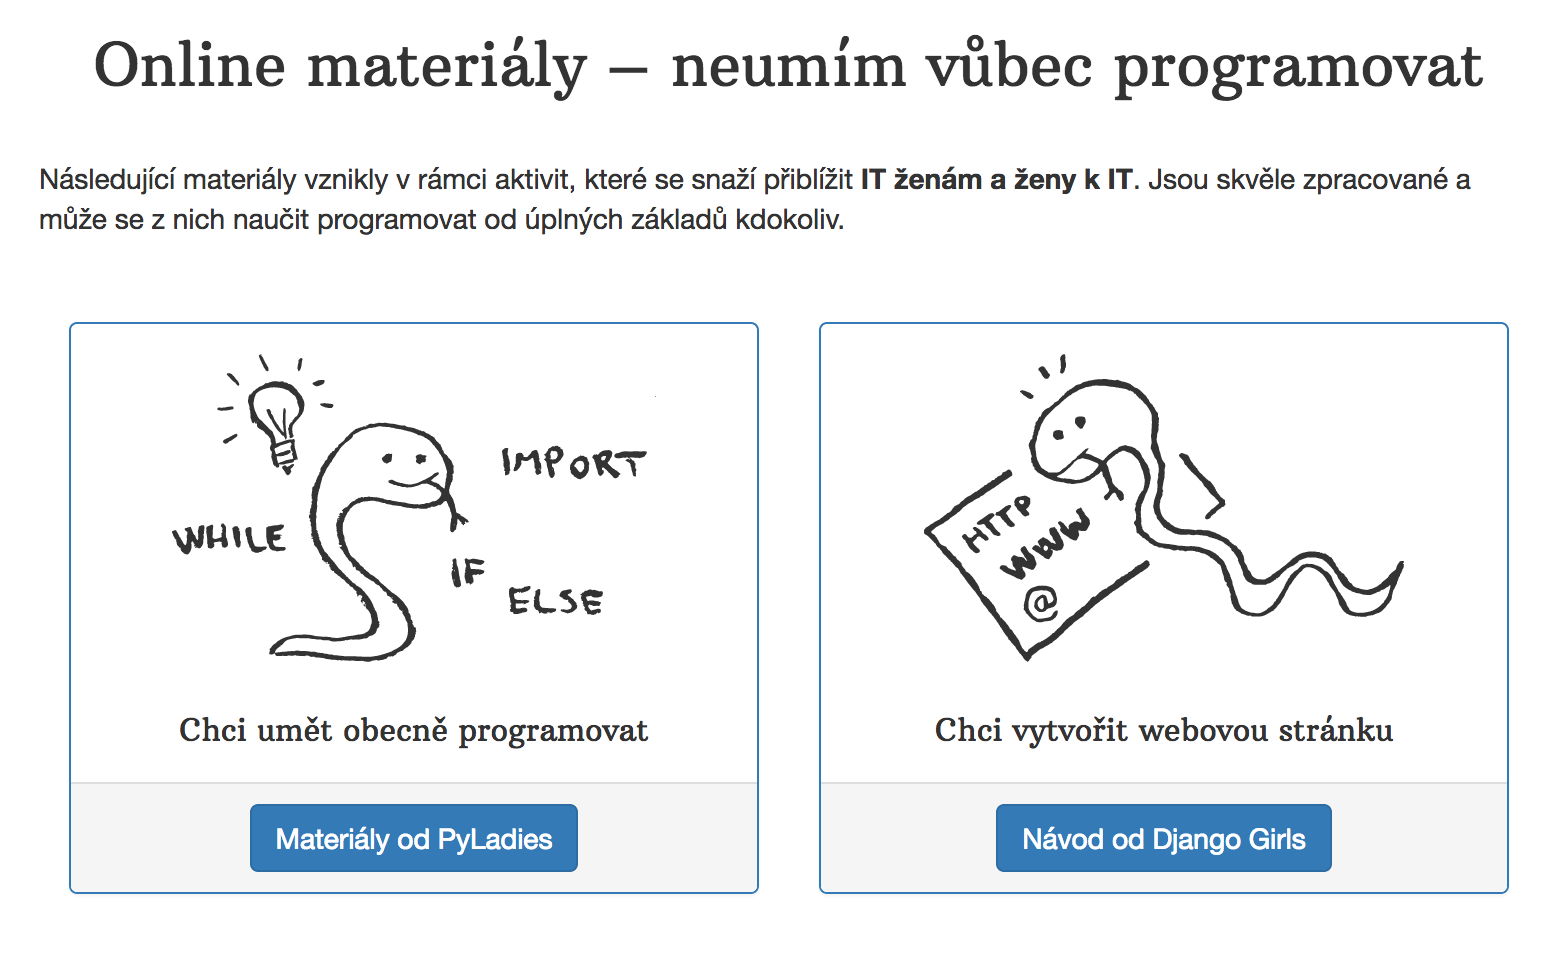 Online materiály – neumím vůbec programovat
Následující materiály vznikly v rámci aktivit, které se snaží přiblížit IT ženám a ženy k IT. Jsou skvěle zpracované a
může se z nich naučit programovat od úplných základů kdokoliv.
IMPORT
WHILE
IF
ELSE
Chci umět obecně programovat
Materiály od PyLadies
HTTP
WWW
@
Chci vytvořit webovou stránku
Návod od Django Girls